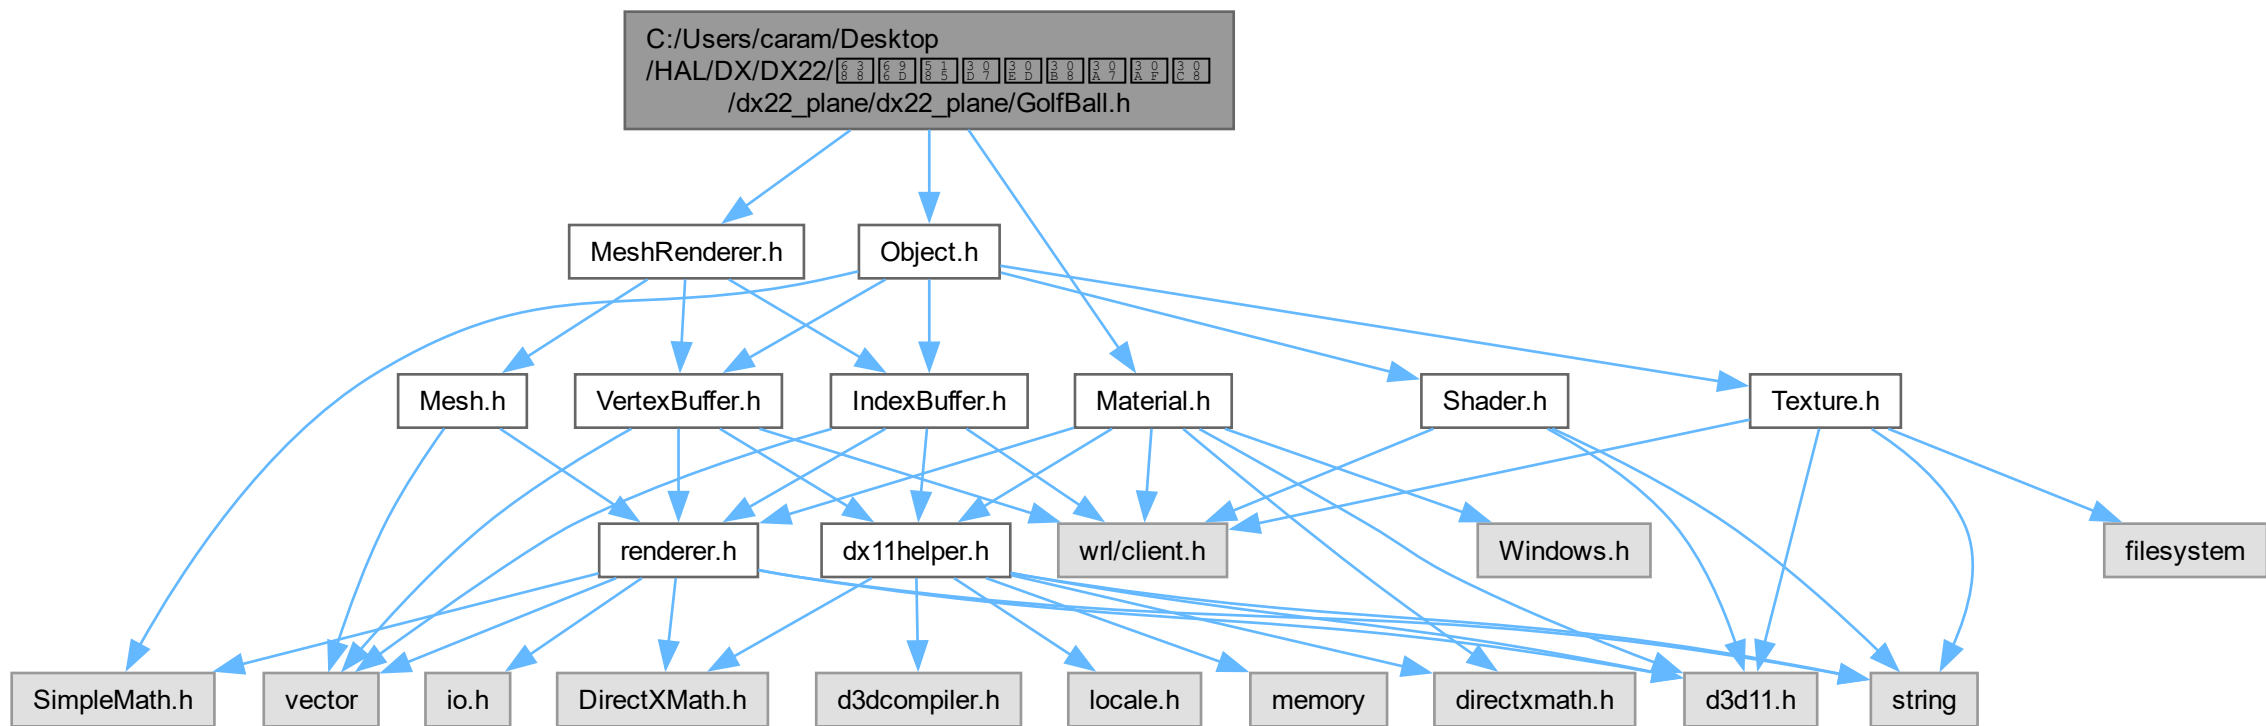 C:/Users/caram/Desktop
/HAL/DX/DX22/
/dx22_plane/dx22_plane/GolfBall.h
MeshRenderer.h
Object.h
Mesh.h
VertexBuffer.h
IndexBuffer.h
Material.h
Shader.h
Texture.h
renderer.h
dx11helper.h
wrl/client.h
Windows.h
filesystem
SimpleMath.h
vector
io.h
DirectXMath.h
d3dcompiler.h
locale.h
memory
directxmath.h
d3d11.h
string